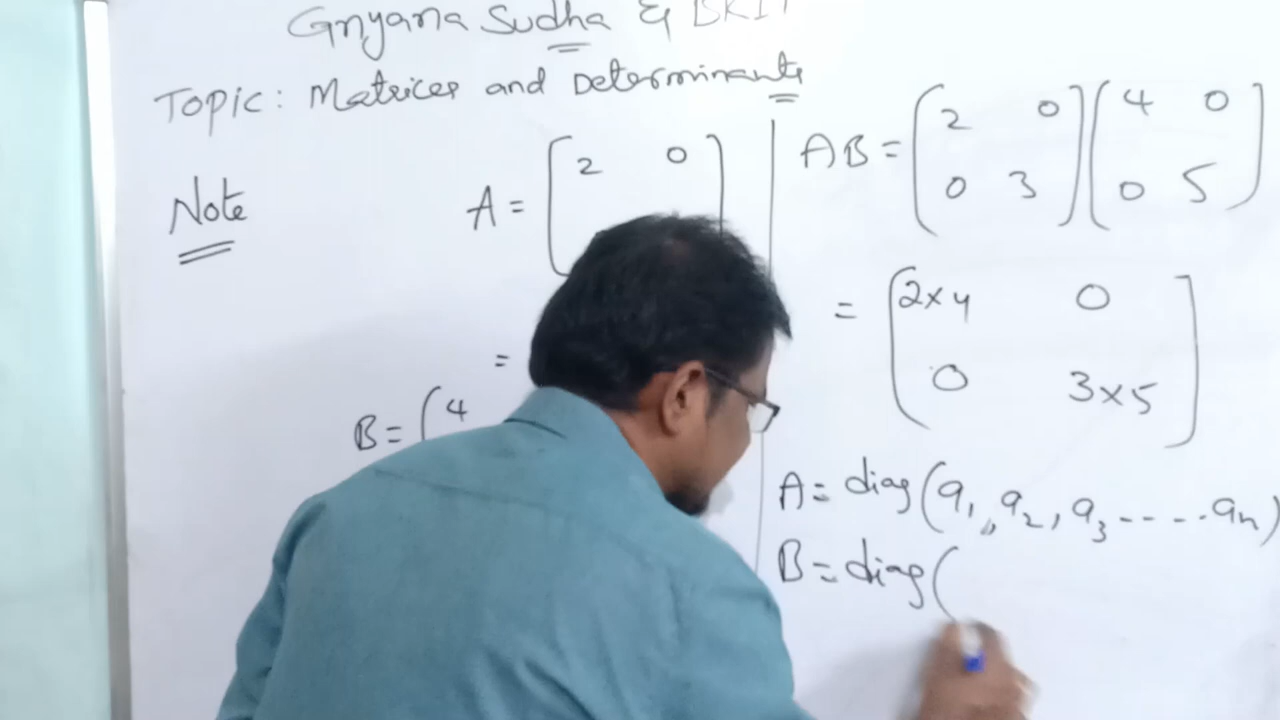 Gnyana Sudha &
Topic: Matrices and Determinants
Note
A = [ 2 0
=
B = ( 4
AB = [ 2 0 ] [ 4 0 ]
0 3 0 5
= [ 2×4 0 ]
0 3×5
A = diag (a₁, a₂, a₃ ----- aₙ)
B = diag (